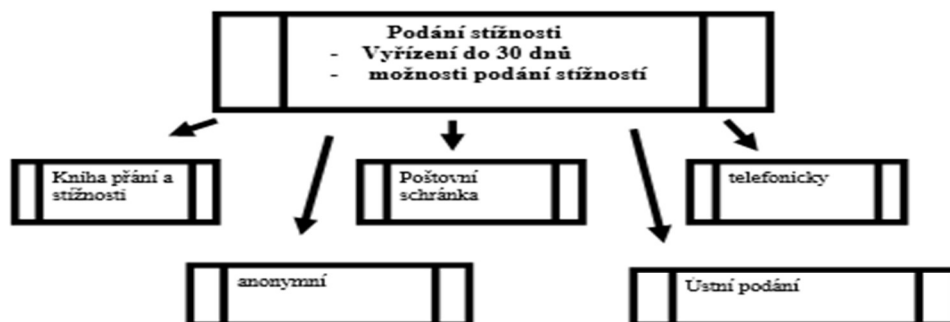 Podání stížnosti
- Vyřízení do 30 dnů
- možnosti podání stížností
Kniha přání a
stížností
Poštovní
schránka
telefonicky
anonymní
Ústní podání